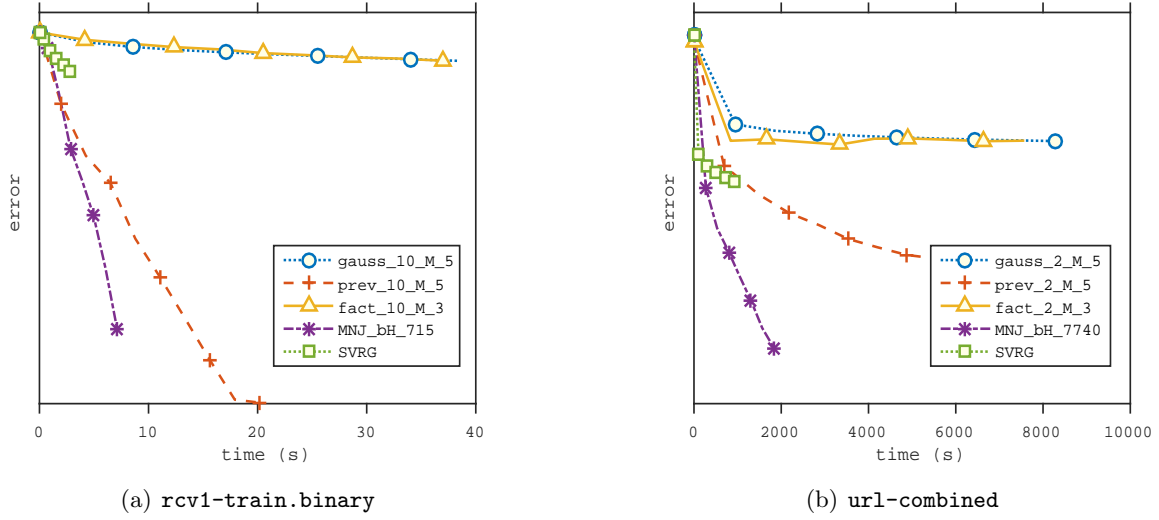 error
gauss_10_M_5
prev_10_M_5
fact_10_M_3
MNJ_bH_715
SVRG
0 10 20 30 40
time (s)
(a) rcv1-train.binary
error
gauss_2_M_5
prev_2_M_5
fact_2_M_3
MNJ_bH_7740
SVRG
0 2000 4000 6000 8000 10000
time (s)
(b) url-combined